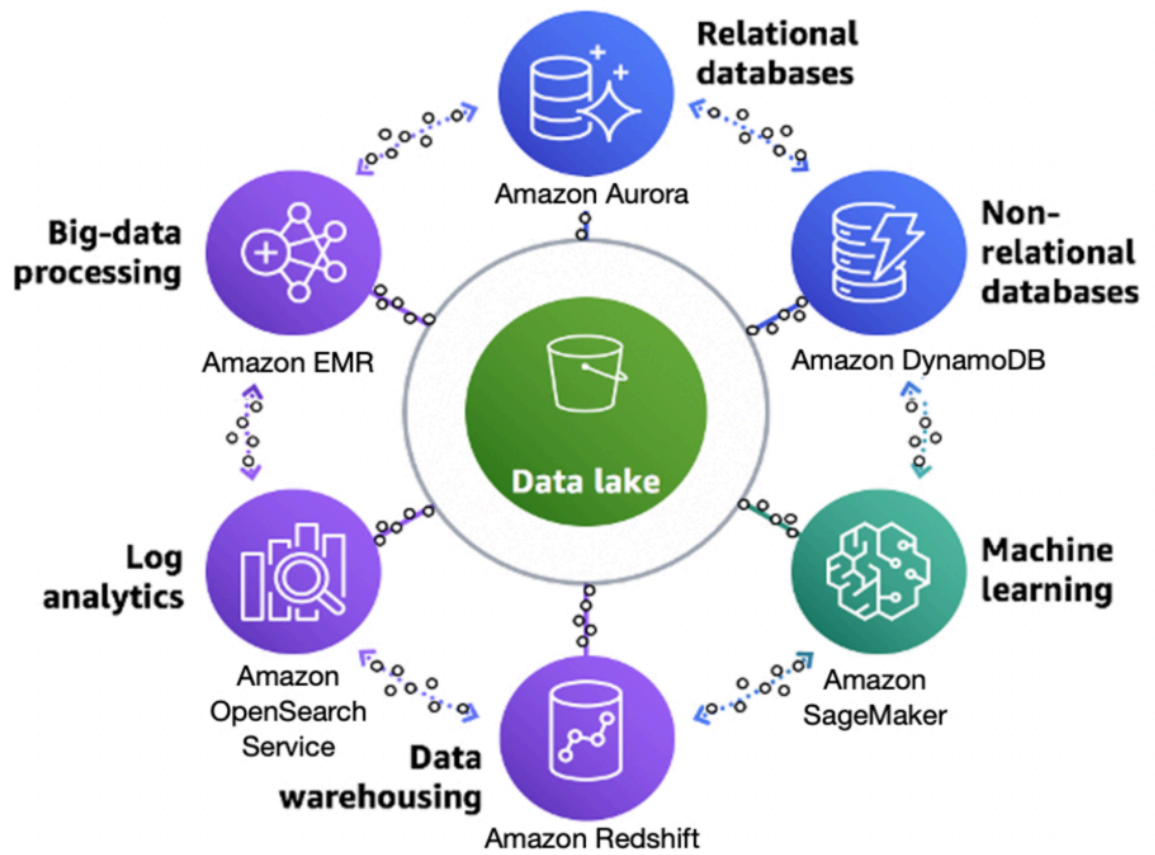 Relational
databases
Amazon Aurora
Non-
relational
databases
Amazon DynamoDB
Machine
learning
Amazon
SageMaker
Data
warehousing
Amazon Redshift
Log
analytics
Amazon
OpenSearch
Service
Big-data
processing
Amazon EMR
Data lake